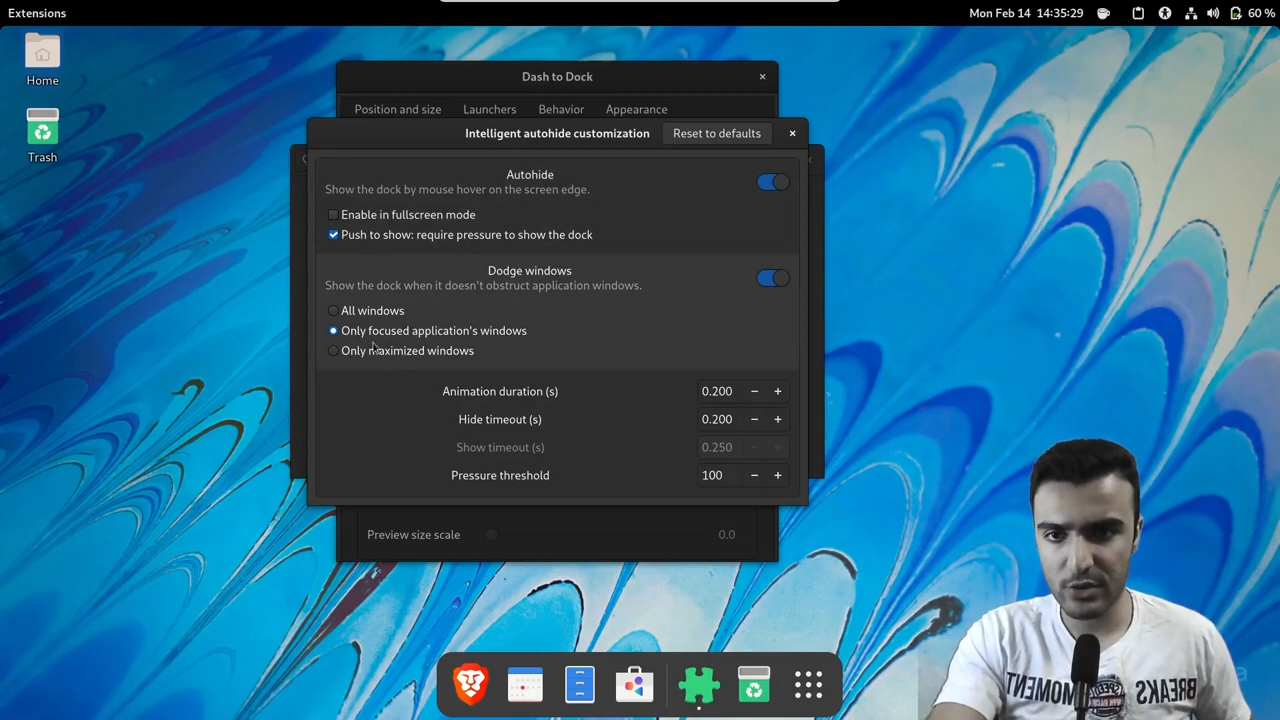 Extensions
Mon Feb 14 14:35:29
60 %
Home
Trash
Dash to Dock
Position and size
Launchers
Behavior
Appearance
Intelligent autohide customization
Reset to defaults
Autohide
Show the dock by mouse hover on the screen edge.
Enable in fullscreen mode
Push to show: require pressure to show the dock
Dodge windows
Show the dock when it doesn't obstruct application windows.
All windows
Only focused application's windows
Only maximized windows
Animation duration (s) 0.200
Hide timeout (s) 0.200
Show timeout (s) 0.250
Pressure threshold 100
Preview size scale 0.0
MOMENT
BREAKS